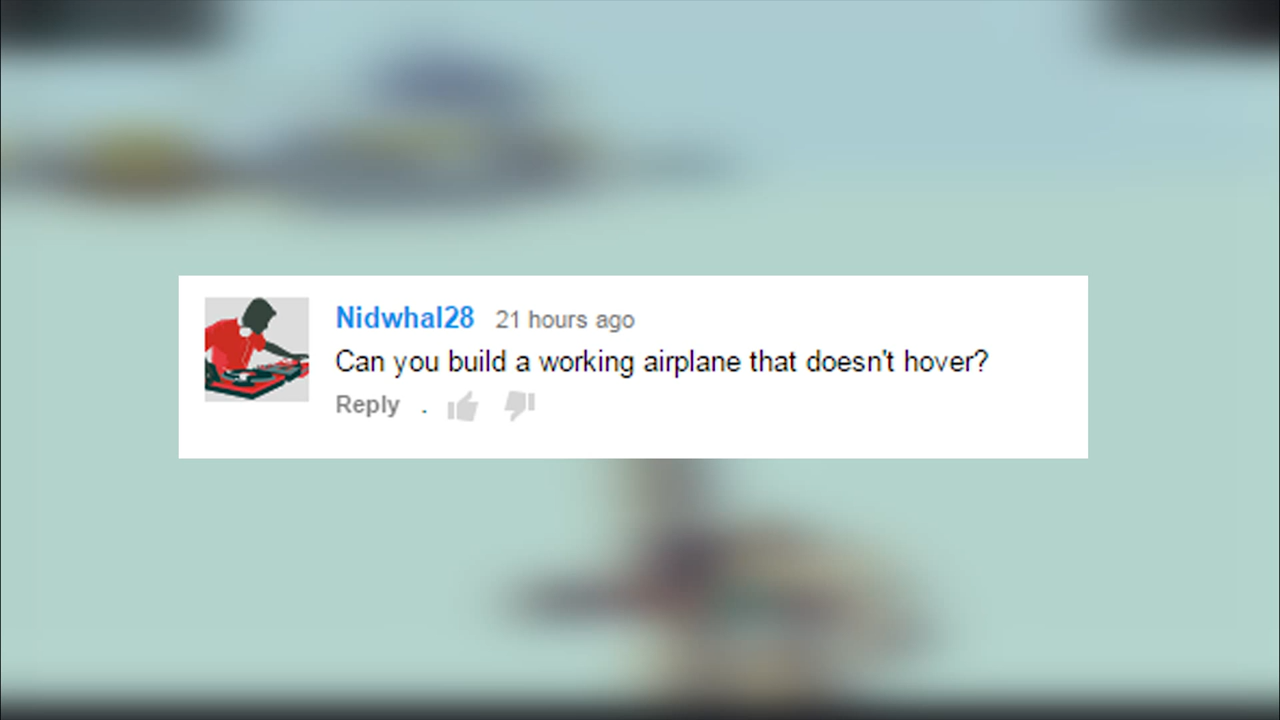 Nidwhal28 21 hours ago
Can you build a working airplane that doesn't hover?
Reply .